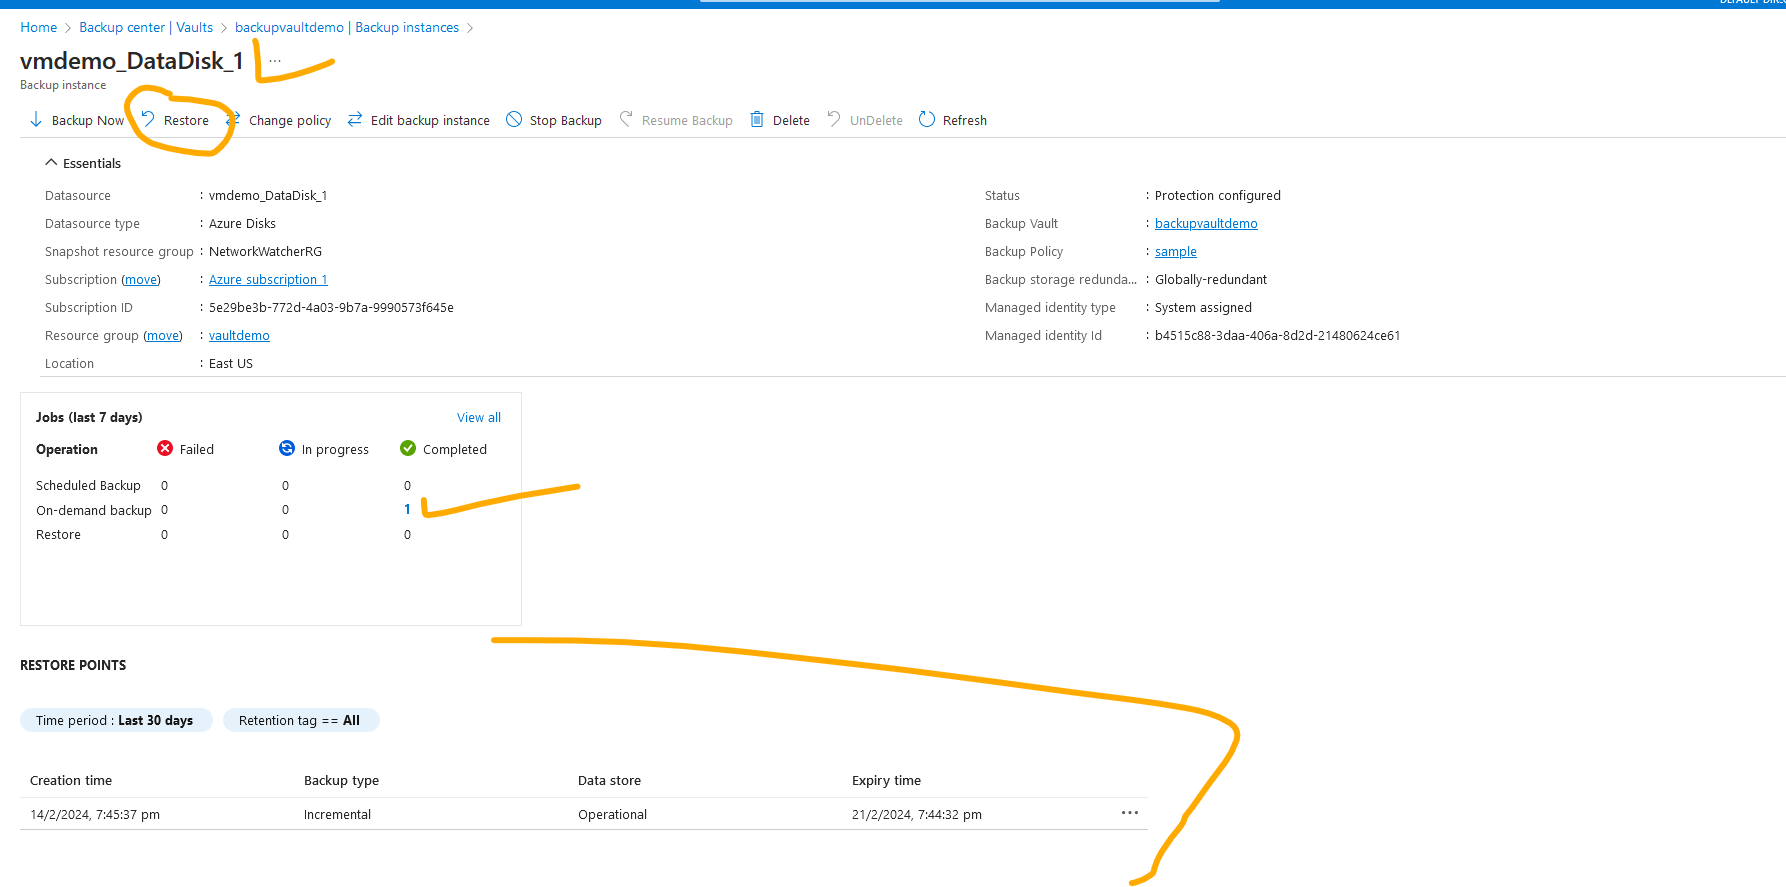 Home > Backup center | Vaults > backupvaultdemo | Backup instances >
vmdemo_DataDisk_1 ...
Backup instance
Backup Now Restore Change policy Edit backup instance Stop Backup Resume Backup Delete UnDelete Refresh
Essentials
Datasource : vmdemo_DataDisk_1
Datasource type : Azure Disks
Snapshot resource group : NetworkWatcherRG
Subscription (move) : Azure subscription 1
Subscription ID : 5e29be3b-772d-4a03-9b7a-9990573f645e
Resource group (move) : vaultdemo
Location : East US
Status : Protection configured
Backup Vault : backupvaultdemo
Backup Policy : sample
Backup storage redunda... : Globally-redundant
Managed identity type : System assigned
Managed identity Id : b4515c88-3daa-406a-8d2d-21480624ce61
Jobs (last 7 days) View all
Operation Failed In progress Completed
Scheduled Backup 0 0 0
On-demand backup 0 0 1
Restore 0 0 0
RESTORE POINTS
Time period : Last 30 days Retention tag == All
Creation time Backup type Data store Expiry time
14/2/2024, 7:45:37 pm Incremental Operational 21/2/2024, 7:44:32 pm ...